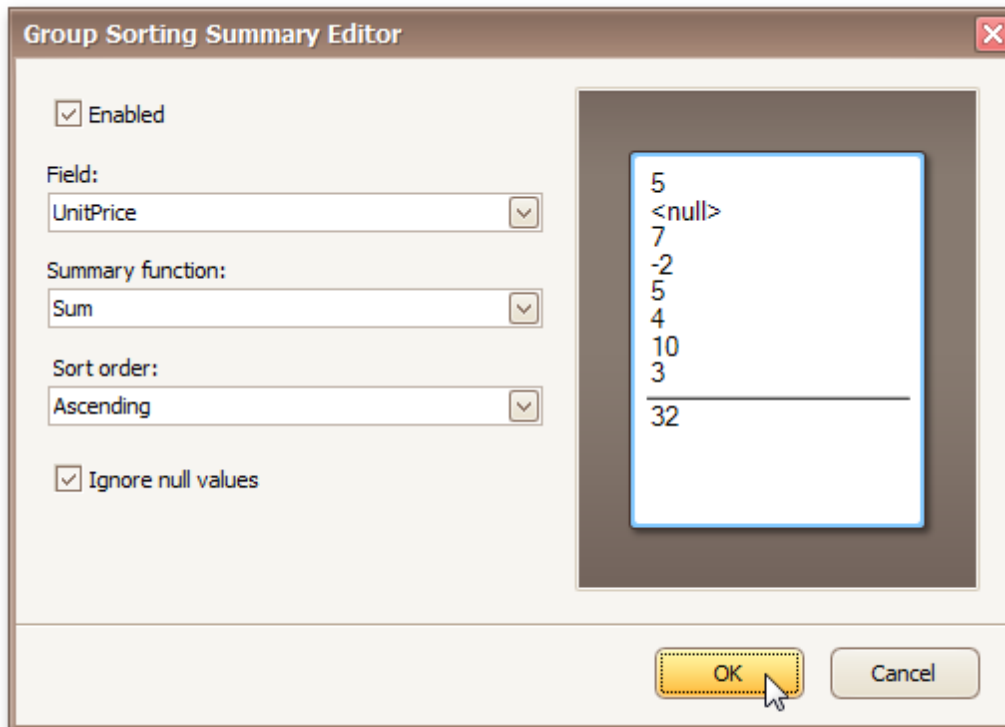 Group Sorting Summary Editor
Enabled
Field:
UnitPrice
Summary function:
Sum
Sort order:
Ascending
Ignore null values
5
<null>
7
-2
5
4
10
3
32
OK
Cancel